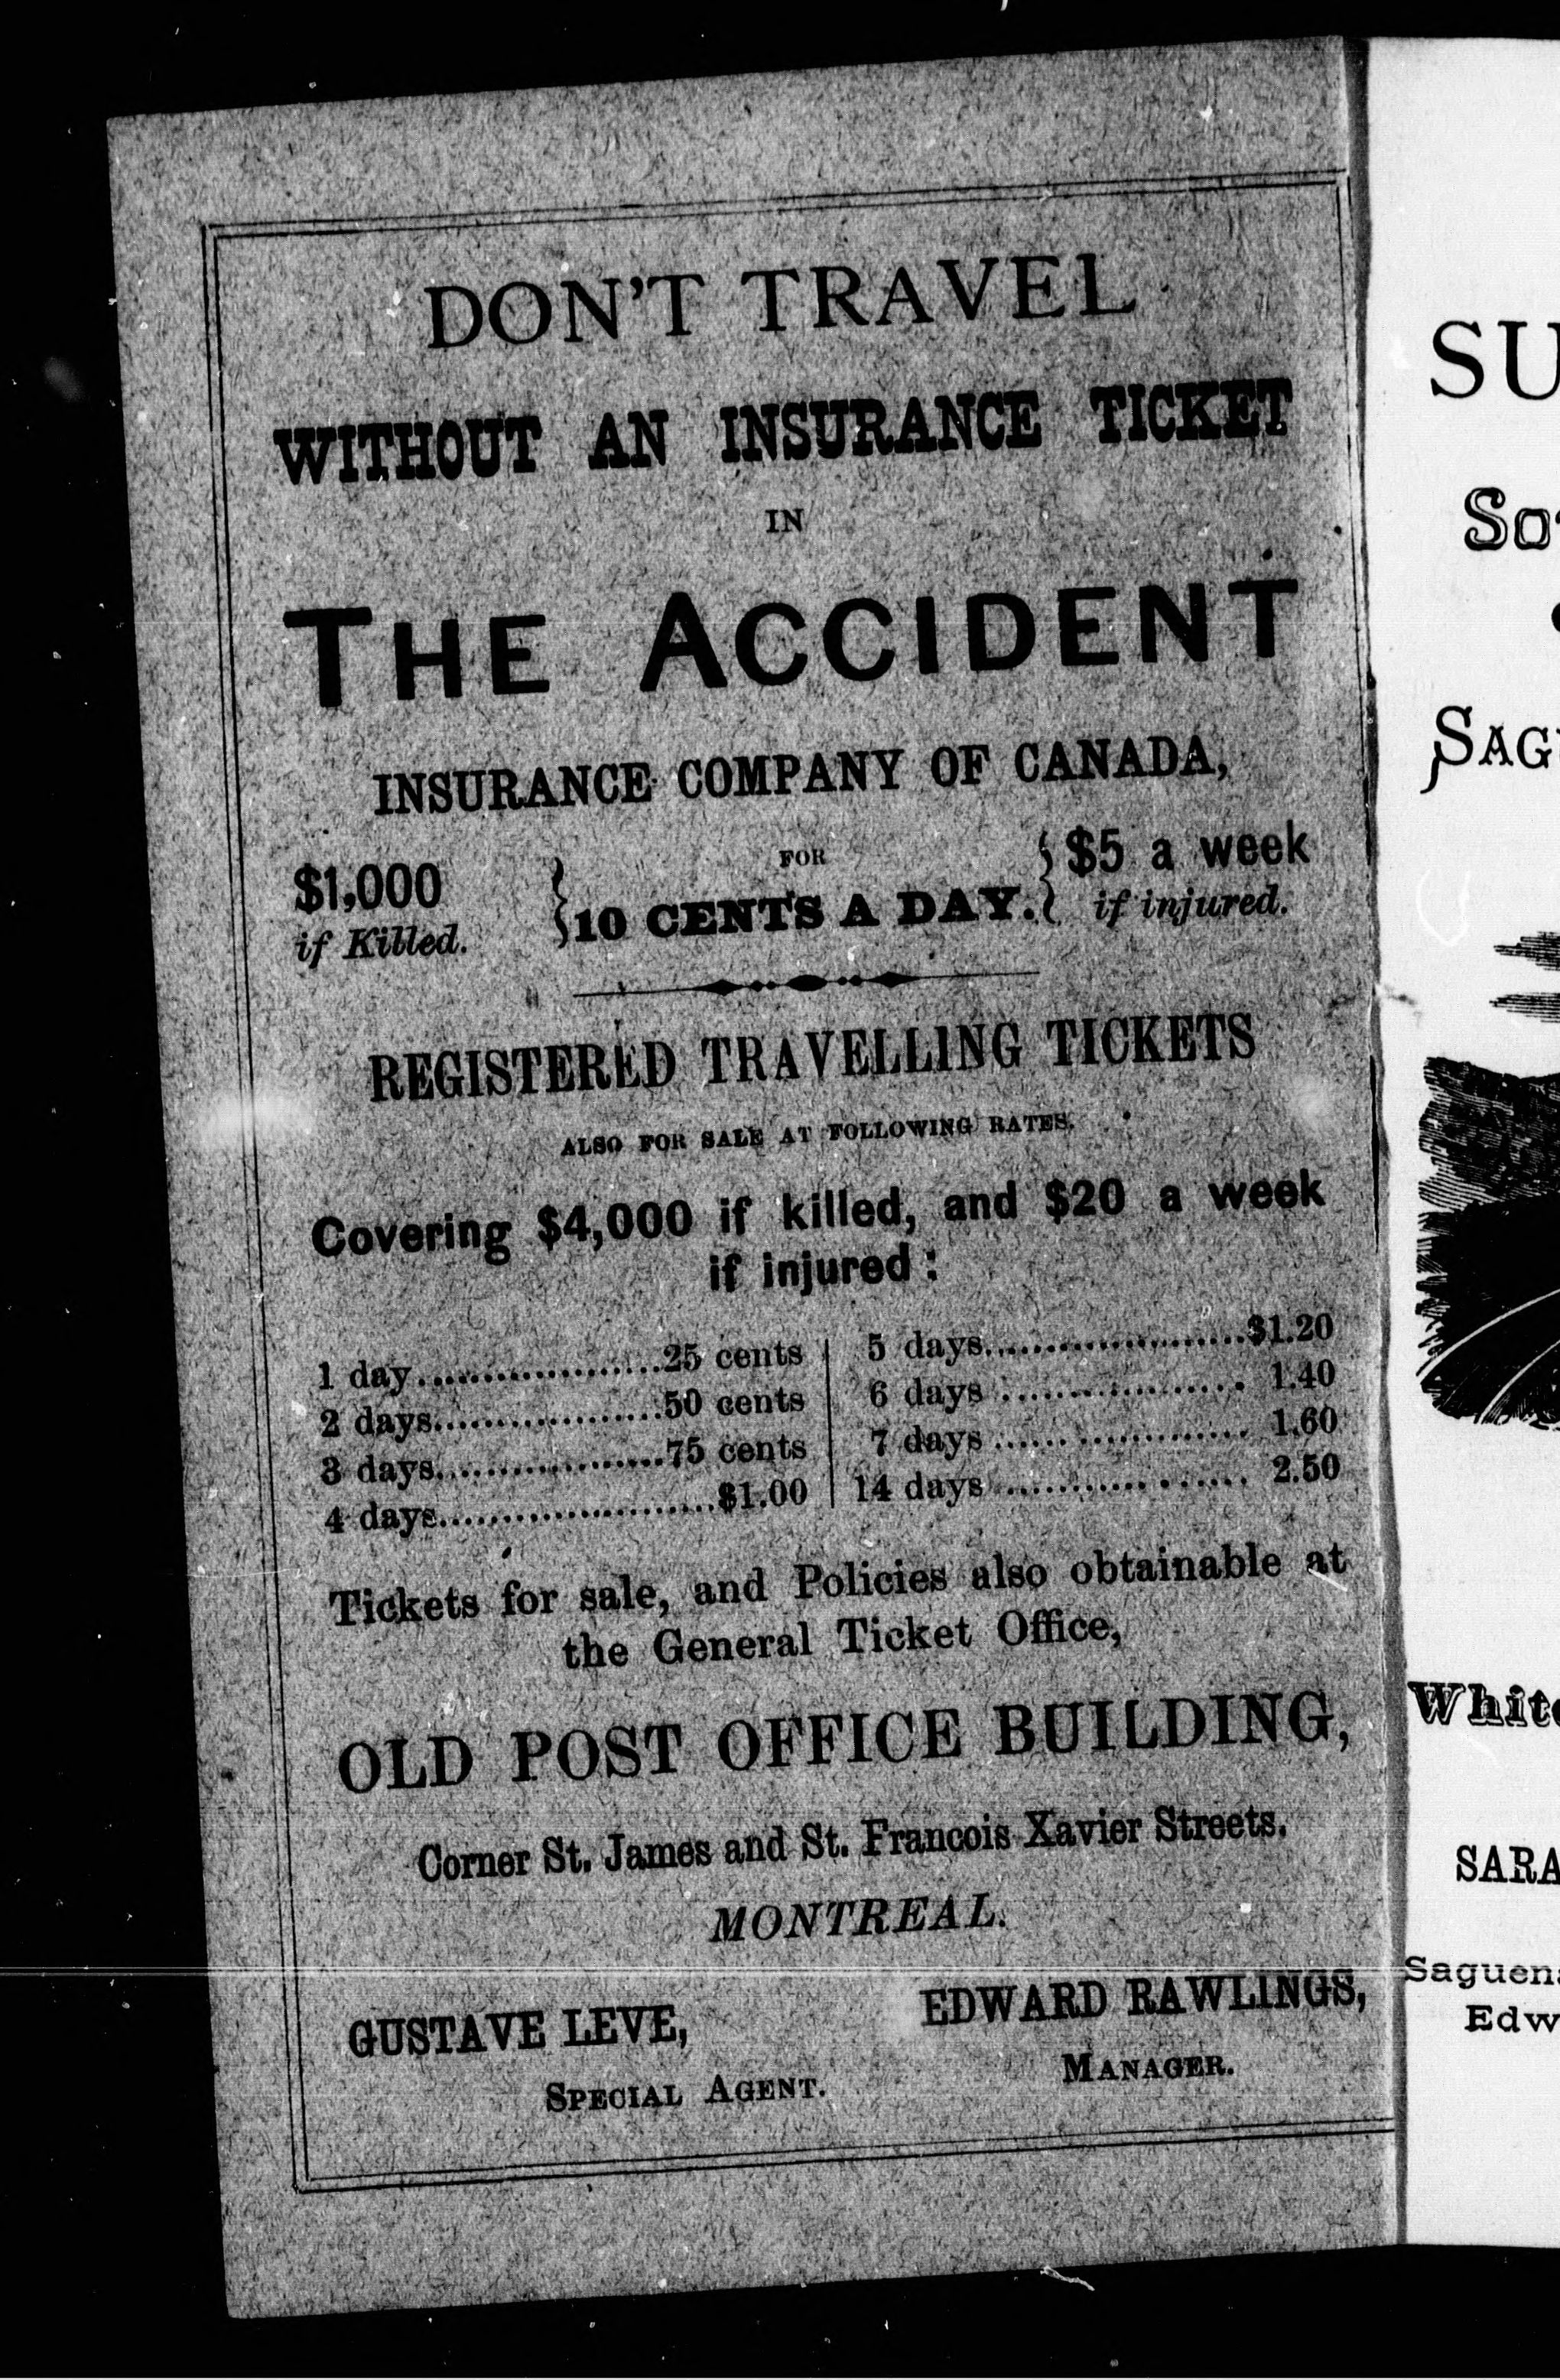 DON'T TRAVEL
WITHOUT AN INSURANCE TICKET
IN
THE ACCIDENT
INSURANCE COMPANY OF CANADA,
$1,000
if Killed.
FOR
10 CENTS A DAY.
$5 a week
if injured.
REGISTERED TRAVELLING TICKETS
ALSO FOR SALE AT FOLLOWING RATES.
Covering $4,000 if killed, and $20 a week
if injured:
1 day....................25 cents
2 days..................50 cents
3 days..................75 cents
4 days......................$1.00
5 days.....................$1.20
6 days .................... 1.40
7 days .................... 1.60
14 days .................... 2.50
Tickets for sale, and Policies also obtainable at
the General Ticket Office,
OLD POST OFFICE BUILDING,
Corner St. James and St. Francois Xavier Streets.
MONTREAL.
GUSTAVE LEVE,
SPECIAL AGENT.
EDWARD RAWLINGS,
MANAGER.
SU
SAG
White
SARA
Saguen
Edw